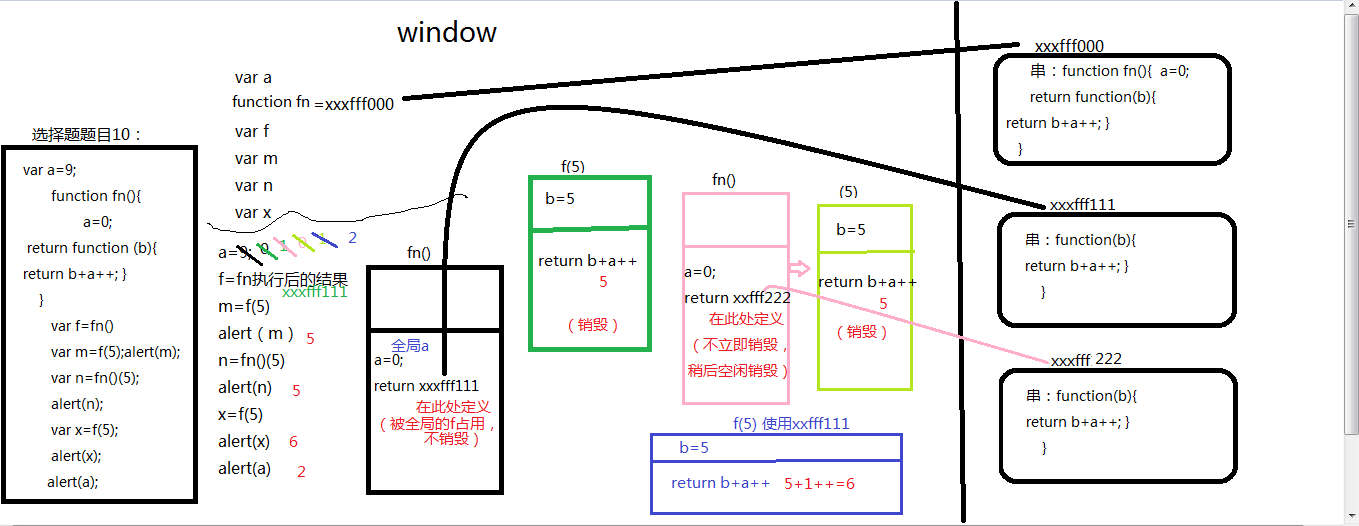 window
选择题题目10：
var a=9;
function fn(){
a=0;
return function (b){
return b+a++; }
}
var f=fn()
var m=f(5);alert(m);
var n=fn()(5);
alert(n);
var x=f(5);
alert(x);
alert(a);
var a
function fn =xxxfff000
var f
var m
var n
var x
a=9; 0 1 0 1 2
f=fn执行后的结果
xxxfff111
m=f(5)
alert（m） 5
n=fn()(5)
alert(n) 5
x=f(5)
alert(x) 6
alert(a) 2
fn()
全局a
a=0;
return xxxfff111
在此处定义
（被全局的f占用，
不销毁）
f(5)
b=5
return b+a++
5
（销毁）
fn()
a=0;
return xxfff222
在此处定义
（不立即销毁，
稍后空闲销毁）
(5)
b=5
return b+a++
5
（销毁）
f(5) 使用xxfff111
b=5
return b+a++ 5+1++=6
xxxfff000
串：function fn(){ a=0;
return function(b){
return b+a++; }
}
xxxfff111
串：function(b){
return b+a++; }
}
xxxfff 222
串：function(b){
return b+a++; }
}